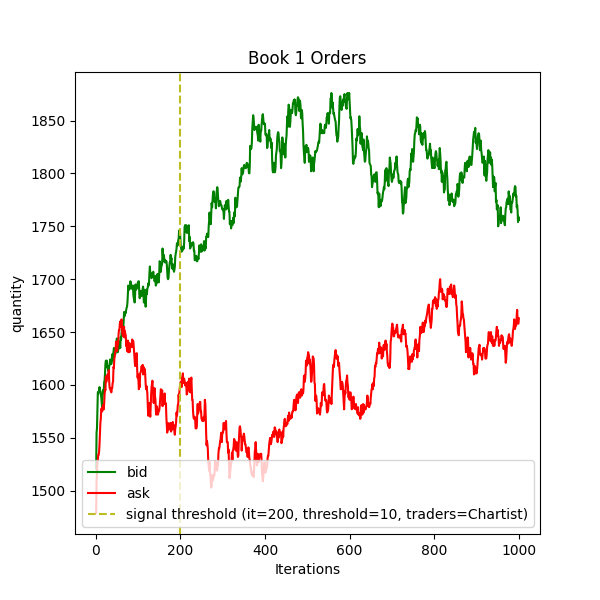 Book 1 Orders
quantity
1850
1800
1750
1700
1650
1600
1550
1500
bid
ask
signal threshold (it=200, threshold=10, traders=Chartist)
0 200 400 600 800 1000
Iterations